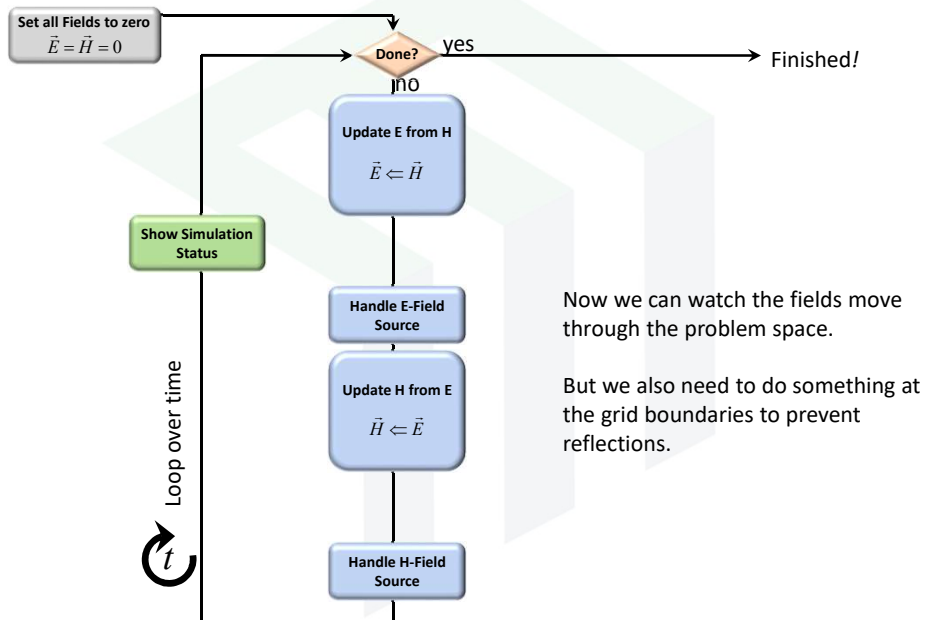 Set all Fields to zero
E⃗ = H⃗ = 0
Done?
yes
Finished!
no
Update E from H
E⃗ ⇐ H⃗
Show Simulation
Status
Handle E-Field
Source
Update H from E
H⃗ ⇐ E⃗
Loop over time
t
Handle H-Field
Source
Now we can watch the fields move
through the problem space.
But we also need to do something at
the grid boundaries to prevent
reflections.